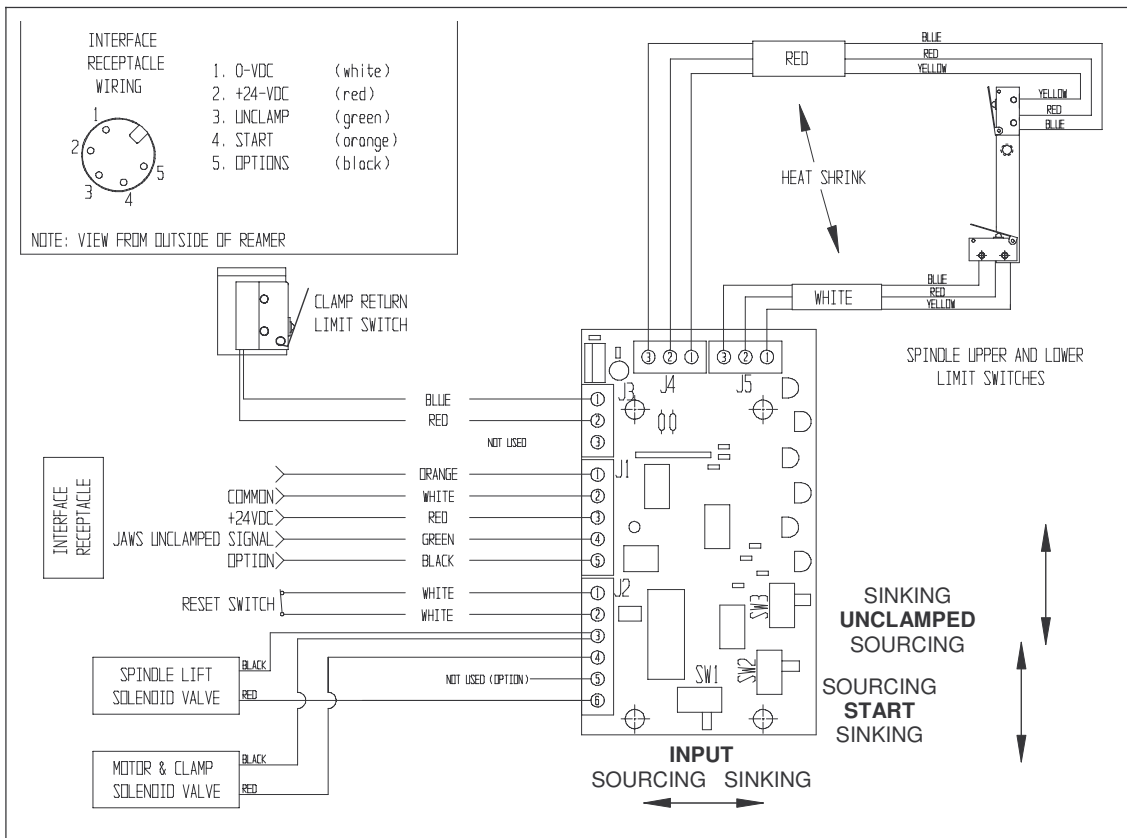 INTERFACE
RECEPTACLE
WIRING
1
2
3
4
5
1. 0-VDC (white)
2. +24-VDC (red)
3. UNCLAMP (green)
4. START (orange)
5. OPTIONS (black)
NOTE: VIEW FROM OUTSIDE OF REAMER
RED
BLUE
RED
YELLOW
YELLOW
RED
BLUE
HEAT SHRINK
WHITE
BLUE
RED
YELLOW
SPINDLE UPPER AND LOWER
LIMIT SWITCHES
CLAMP RETURN
LIMIT SWITCH
3 2 1
J4
3 2 1
J5
J3
BLUE 1
RED 2
NOT USED 3
INTERFACE
RECEPTACLE
J1
ORANGE 1
COMMON WHITE 2
+24VDC RED 3
JAWS UNCLAMPED SIGNAL GREEN 4
OPTION BLACK 5
J2
RESET SWITCH
WHITE 1
WHITE 2
3
4
NOT USED (OPTION) 5
6
SPINDLE LIFT
SOLENOID VALVE
BLACK
RED
MOTOR & CLAMP
SOLENOID VALVE
BLACK
RED
SW3
SW2
SW1
SINKING
UNCLAMPED
SOURCING
SOURCING
START
SINKING
INPUT
SOURCING SINKING